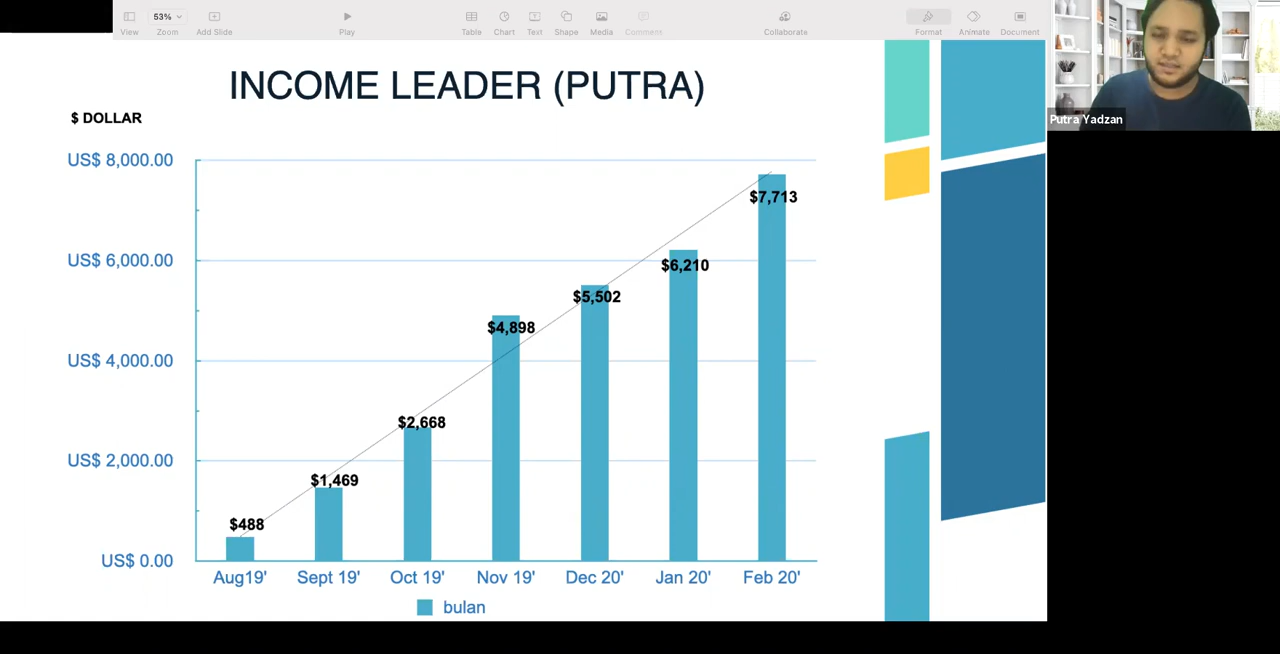 53%
View Zoom Add Slide Play Table Chart Text Shape Media Comment Collaborate Format Animate Document
Putra Yadzan
INCOME LEADER (PUTRA)
$ DOLLAR
US$ 8,000.00
US$ 6,000.00
US$ 4,000.00
US$ 2,000.00
US$ 0.00
$488
$1,469
$2,668
$4,898
$5,502
$6,210
$7,713
Aug19' Sept 19' Oct 19' Nov 19' Dec 20' Jan 20' Feb 20'
bulan